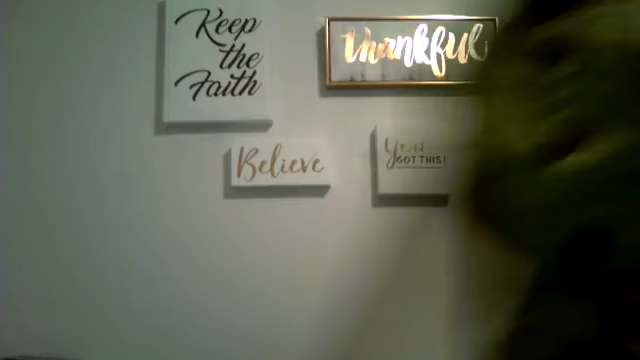 Keep
the
Faith
thankful
Believe
You
GOT THIS!